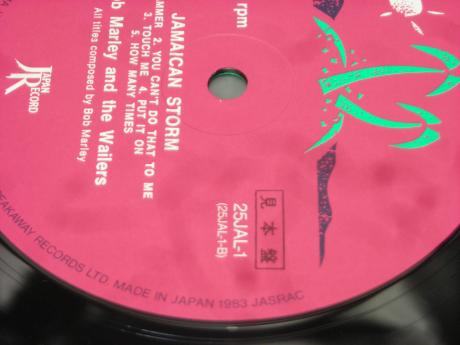 rpm
JAMAICAN STORM
2. YOU CAN'T DO THAT TO ME
3. TOUCH ME 4. PUT IT ON
5. HOW MANY TIMES
Marley and the Wailers
All titles composed by Bob Marley
JAPAN
RECORD
25JAL-1
(25JAL-1-B)
見本盤
RECORDS LTD. MADE IN JAPAN 1983 JASRAC